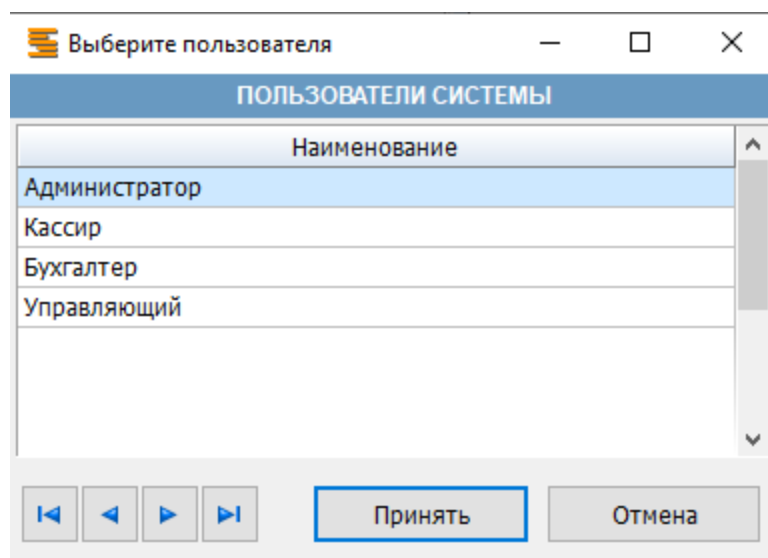 Выберите пользователя
ПОЛЬЗОВАТЕЛИ СИСТЕМЫ
Наименование
Администратор
Кассир
Бухгалтер
Управляющий
Принять Отмена